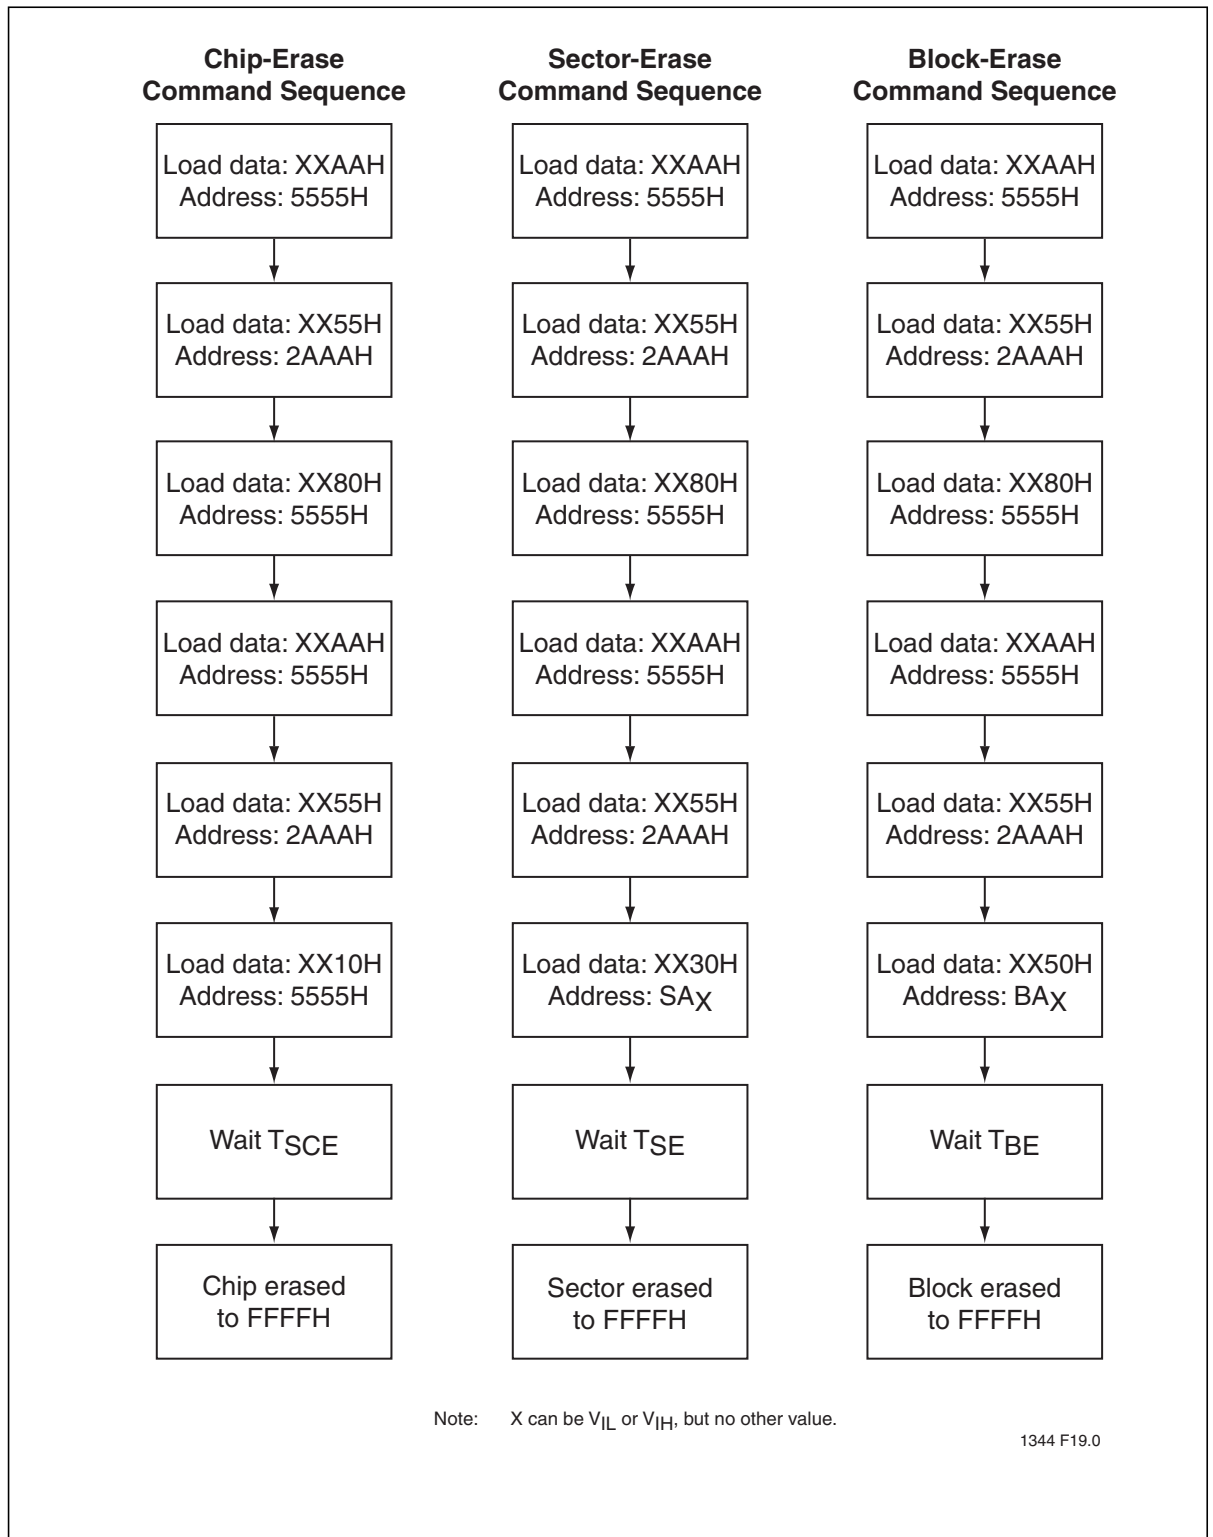 Chip-Erase
Command Sequence
Load data: XXAAH
Address: 5555H
Load data: XX55H
Address: 2AAAH
Load data: XX80H
Address: 5555H
Load data: XXAAH
Address: 5555H
Load data: XX55H
Address: 2AAAH
Load data: XX10H
Address: 5555H
Wait TSCE
Chip erased
to FFFFH
Sector-Erase
Command Sequence
Load data: XXAAH
Address: 5555H
Load data: XX55H
Address: 2AAAH
Load data: XX80H
Address: 5555H
Load data: XXAAH
Address: 5555H
Load data: XX55H
Address: 2AAAH
Load data: XX30H
Address: SAX
Wait TSE
Sector erased
to FFFFH
Block-Erase
Command Sequence
Load data: XXAAH
Address: 5555H
Load data: XX55H
Address: 2AAAH
Load data: XX80H
Address: 5555H
Load data: XXAAH
Address: 5555H
Load data: XX55H
Address: 2AAAH
Load data: XX50H
Address: BAX
Wait TBE
Block erased
to FFFFH
Note: X can be VIL or VIH, but no other value.
1344 F19.0